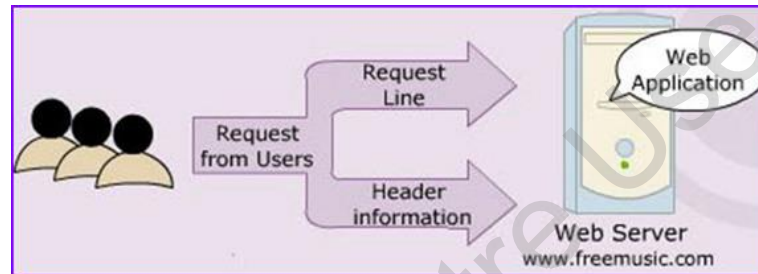 Request
from Users
Request
Line
Header
information
Web
Application
Web Server
www.freemusic.com